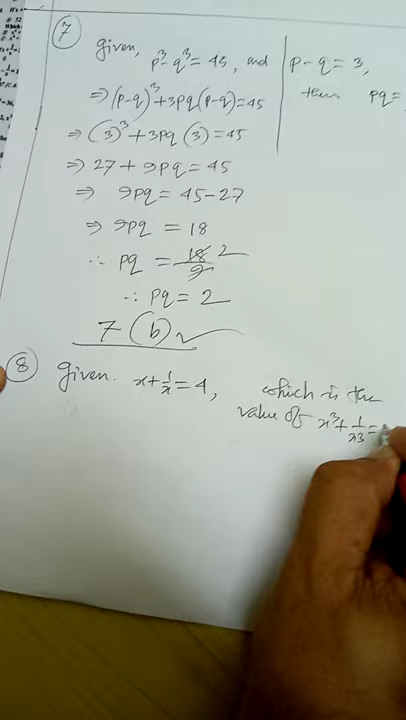 7
given, p³-q³ = 45, and p-q = 3,
⇒ (p-q)³+3pq(p-q)=45 then pq=
⇒ (3)³+3pq(3)=45
⇒ 27 + 9pq = 45
⇒ 9pq = 45-27
⇒ 9pq = 18
∴ pq = 18/9 2
∴ pq = 2
7 (b) ✓
8 given. x+1/x=4, which is the
value of x³+1/x3=